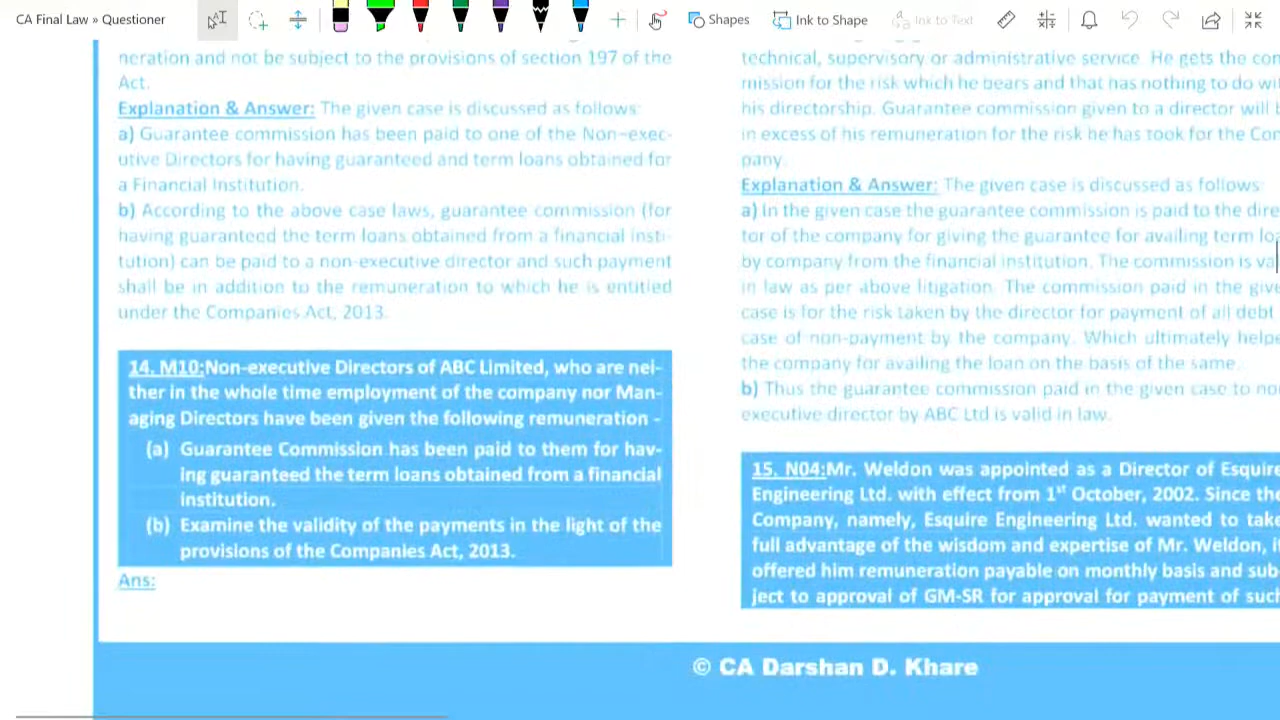 CA Final Law » Questioner
Shapes
Ink to Shape
Ink to Text
neration and not be subject to the provisions of section 197 of the
Act.
Explanation & Answer: The given case is discussed as follows:
a) Guarantee commission has been paid to one of the Non-exec-
utive Directors for having guaranteed and term loans obtained for
a Financial Institution.
b) According to the above case laws, guarantee commission (for
having guaranteed the term loans obtained from a financial insti-
tution) can be paid to a non-executive director and such payment
shall be in addition to the remuneration to which he is entitled
under the Companies Act, 2013.
14. M10:Non-executive Directors of ABC Limited, who are nei-
ther in the whole time employment of the company nor Man-
aging Directors have been given the following remuneration -
(a) Guarantee Commission has been paid to them for hav-
ing guaranteed the term loans obtained from a financial
institution.
(b) Examine the validity of the payments in the light of the
provisions of the Companies Act, 2013.
Ans:
technical, supervisory or administrative service. He gets the com
mission for the risk which he bears and that has nothing to do wi
his directorship. Guarantee commission given to a director will
in excess of his remuneration for the risk he has took for the Com
pany.
Explanation & Answer: The given case is discussed as follows:
a) In the given case the guarantee commission is paid to the dire
tor of the company for giving the guarantee for availing term lo
by company from the financial institution. The commission is va
in law as per above litigation. The commission paid in the give
case is for the risk taken by the director for payment of all debt
case of non-payment by the company. Which ultimately helpe
the company for availing the loan on the basis of the same.
b) Thus the guarantee commission paid in the given case to no
executive director by ABC Ltd is valid in law.
15. N04:Mr. Weldon was appointed as a Director of Esquire
Engineering Ltd. with effect from 1st October, 2002. Since the
Company, namely, Esquire Engineering Ltd. wanted to take
full advantage of the wisdom and expertise of Mr. Weldon, i
offered him remuneration payable on monthly basis and sub-
ject to approval of GM-SR for approval for payment of such
© CA Darshan D. Khare